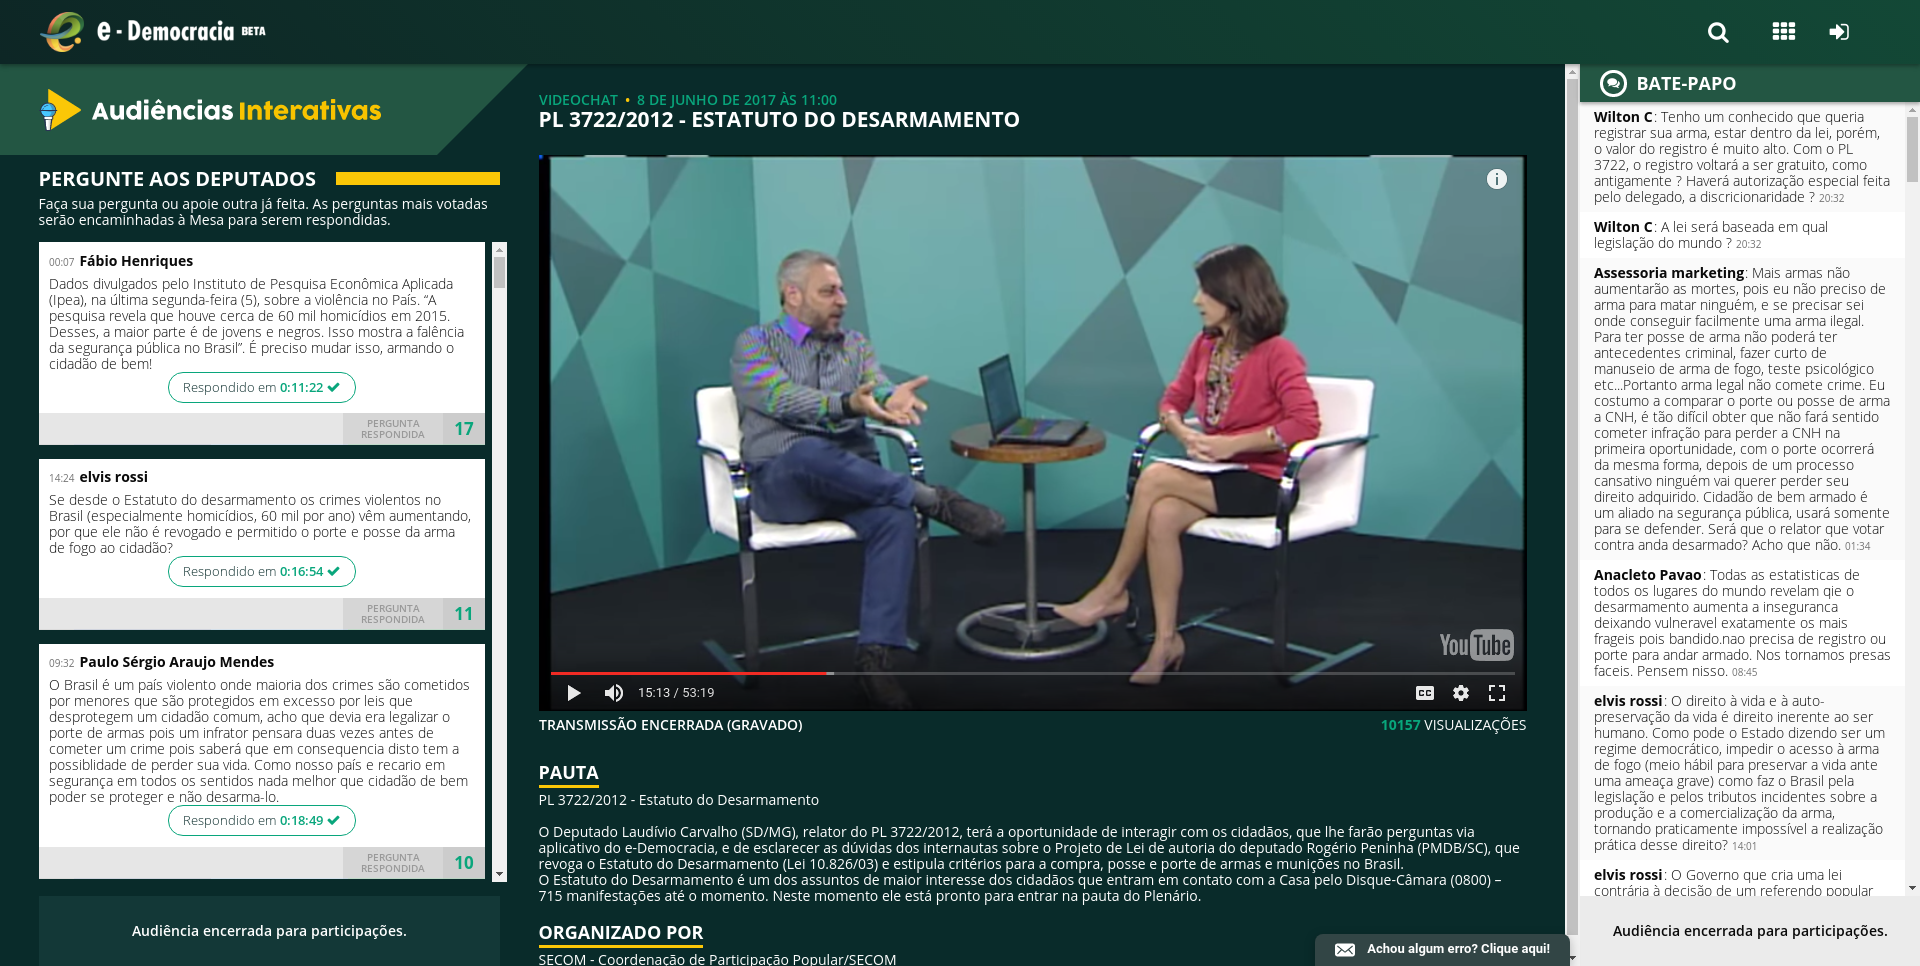 e - Democracia BETA
Audiências Interativas
PERGUNTE AOS DEPUTADOS
Faça sua pergunta ou apoie outra já feita. As perguntas mais votadas
serão encaminhadas à Mesa para serem respondidas.
00:07 Fábio Henriques
Dados divulgados pelo Instituto de Pesquisa Econômica Aplicada
(Ipea), na última segunda-feira (5), sobre a violência no País. “A
pesquisa revela que houve cerca de 60 mil homicídios em 2015.
Desses, a maior parte é de jovens e negros. Isso mostra a falência
da segurança pública no Brasil”. É preciso mudar isso, armando o
cidadão de bem!
Respondido em 0:11:22
PERGUNTA
RESPONDIDA
17
14:24 elvis rossi
Se desde o Estatuto do desarmamento os crimes violentos no
Brasil (especialmente homicídios, 60 mil por ano) vêm aumentando,
por que ele não é revogado e permitido o porte e posse da arma
de fogo ao cidadão?
Respondido em 0:16:54
PERGUNTA
RESPONDIDA
11
09:32 Paulo Sérgio Araujo Mendes
O Brasil é um país violento onde maioria dos crimes são cometidos
por menores que são protegidos em excesso por leis que
desprotegem um cidadão comum, acho que devia era legalizar o
porte de armas pois um infrator pensara duas vezes antes de
cometer um crime pois saberá que em consequencia disto tem a
possiblidade de perder sua vida. Como nosso país e recario em
segurança em todos os sentidos nada melhor que cidadão de bem
poder se proteger e não desarma-lo.
Respondido em 0:18:49
PERGUNTA
RESPONDIDA
10
Audiência encerrada para participações.
VIDEOCHAT • 8 DE JUNHO DE 2017 ÀS 11:00
PL 3722/2012 - ESTATUTO DO DESARMAMENTO
YouTube
15:13 / 53:19
CC
TRANSMISSÃO ENCERRADA (GRAVADO)
10157 VISUALIZAÇÕES
PAUTA
PL 3722/2012 - Estatuto do Desarmamento
O Deputado Laudívio Carvalho (SD/MG), relator do PL 3722/2012, terá a oportunidade de interagir com os cidadãos, que lhe farão perguntas via
aplicativo do e-Democracia, e de esclarecer as dúvidas dos internautas sobre o Projeto de Lei de autoria do deputado Rogério Peninha (PMDB/SC), que
revoga o Estatuto do Desarmamento (Lei 10.826/03) e estipula critérios para a compra, posse e porte de armas e munições no Brasil.
O Estatuto do Desarmamento é um dos assuntos de maior interesse dos cidadãos que entram em contato com a Casa pelo Disque-Câmara (0800) –
715 manifestações até o momento. Neste momento ele está pronto para entrar na pauta do Plenário.
ORGANIZADO POR
SECOM - Coordenação de Participação Popular/SECOM
Achou algum erro? Clique aqui!
BATE-PAPO
Wilton C: Tenho um conhecido que queria
registrar sua arma, estar dentro da lei, porém,
o valor do registro é muito alto. Com o PL
3722, o registro voltará a ser gratuito, como
antigamente ? Haverá autorização especial feita
pelo delegado, a discricionaridade ? 20:32
Wilton C: A lei será baseada em qual
legislação do mundo ? 20:32
Assessoria marketing: Mais armas não
aumentarão as mortes, pois eu não preciso de
arma para matar ninguém, e se precisar sei
onde conseguir facilmente uma arma ilegal.
Para ter posse de arma não poderá ter
antecedentes criminal, fazer curto de
manuseio de arma de fogo, teste psicológico
etc...Portanto arma legal não comete crime. Eu
costumo a comparar o porte ou posse de arma
a CNH, é tão difícil obter que não fará sentido
cometer infração para perder a CNH na
primeira oportunidade, com o porte ocorrerá
da mesma forma, depois de um processo
cansativo ninguém vai querer perder seu
direito adquirido. Cidadão de bem armado é
um aliado na segurança pública, usará somente
para se defender. Será que o relator que votar
contra anda desarmado? Acho que não. 01:34
Anacleto Pavao: Todas as estatisticas de
todos os lugares do mundo revelam qie o
desarmamento aumenta a inseguranca
deixando vulneravel exatamente os mais
frageis pois bandido.nao precisa de registro ou
porte para andar armado. Nos tornamos presas
faceis. Pensem nisso. 08:45
elvis rossi: O direito à vida e à auto-
preservação da vida é direito inerente ao ser
humano. Como pode o Estado dizendo ser um
regime democrático, impedir o acesso à arma
de fogo (meio hábil para preservar a vida ante
uma ameaça grave) como faz o Brasil pela
legislação e pelos tributos incidentes sobre a
produção e a comercialização da arma,
tornando praticamente impossível a realização
prática desse direito? 14:01
elvis rossi: O Governo que cria uma lei
contrária à decisão de um referendo popular
Audiência encerrada para participações.